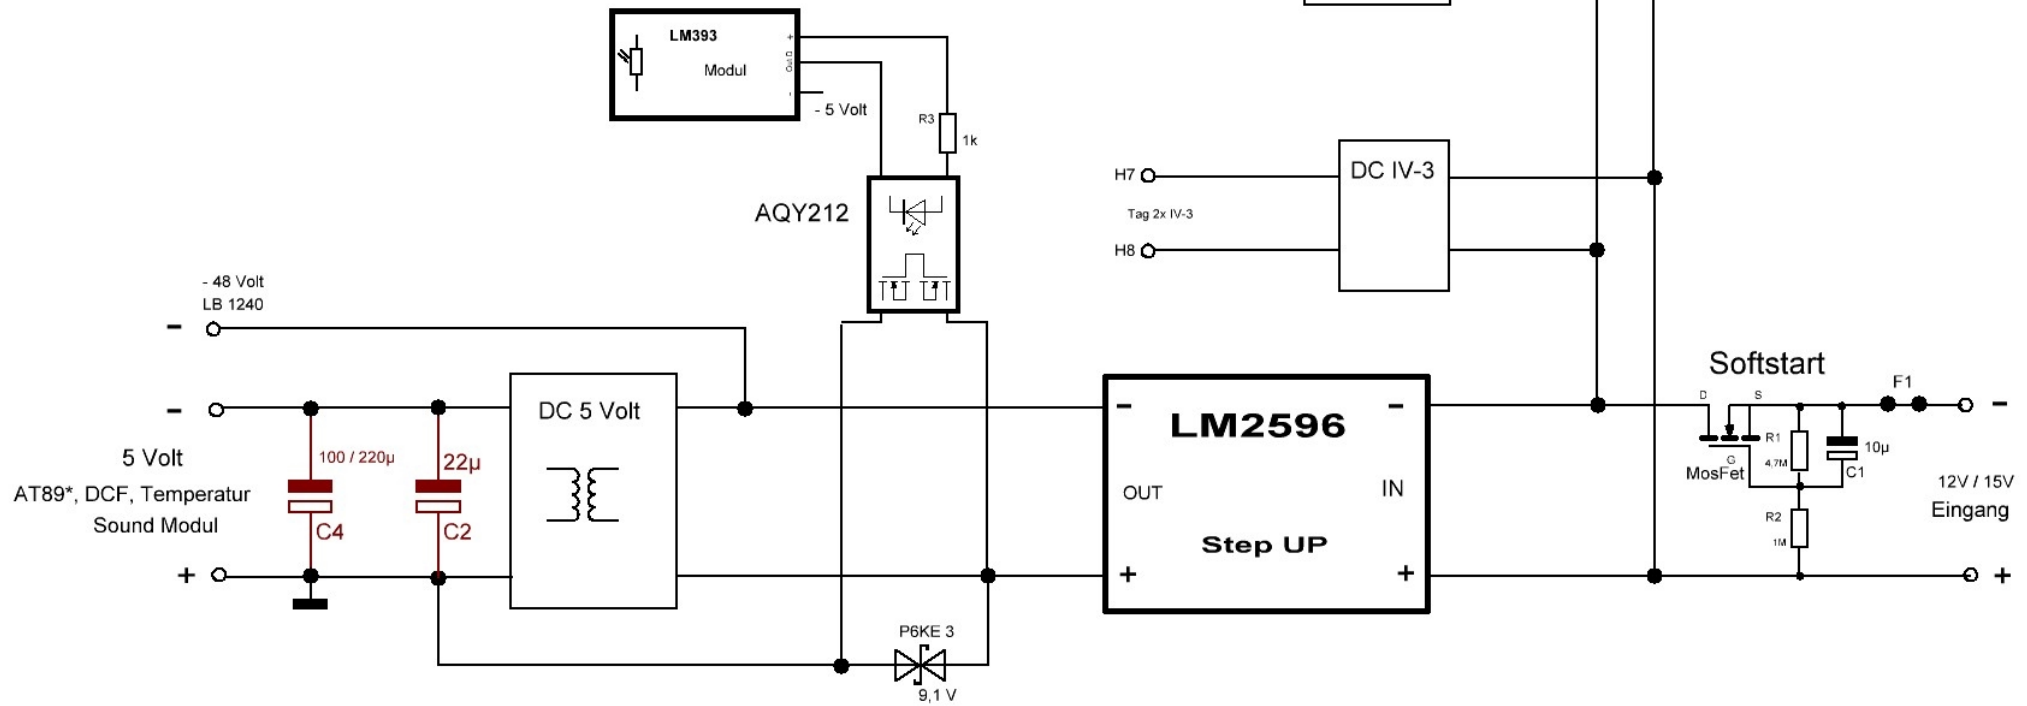 LM393
Modul
+
Out D
-
- 5 Volt
R3
1k
AQY212
H7
Tag 2x IV-3
H8
DC IV-3
- 48 Volt
LB 1240
-
-
5 Volt
AT89*, DCF, Temperatur
Sound Modul
+
100 / 220µ
C4
22µ
C2
DC 5 Volt
P6KE 3
9,1 V
-
-
LM2596
OUT
IN
Step UP
+
+
Softstart
D
S
G
MosFet
R1
4,7M
R2
1M
10µ
C1
F1
-
12V / 15V
Eingang
+